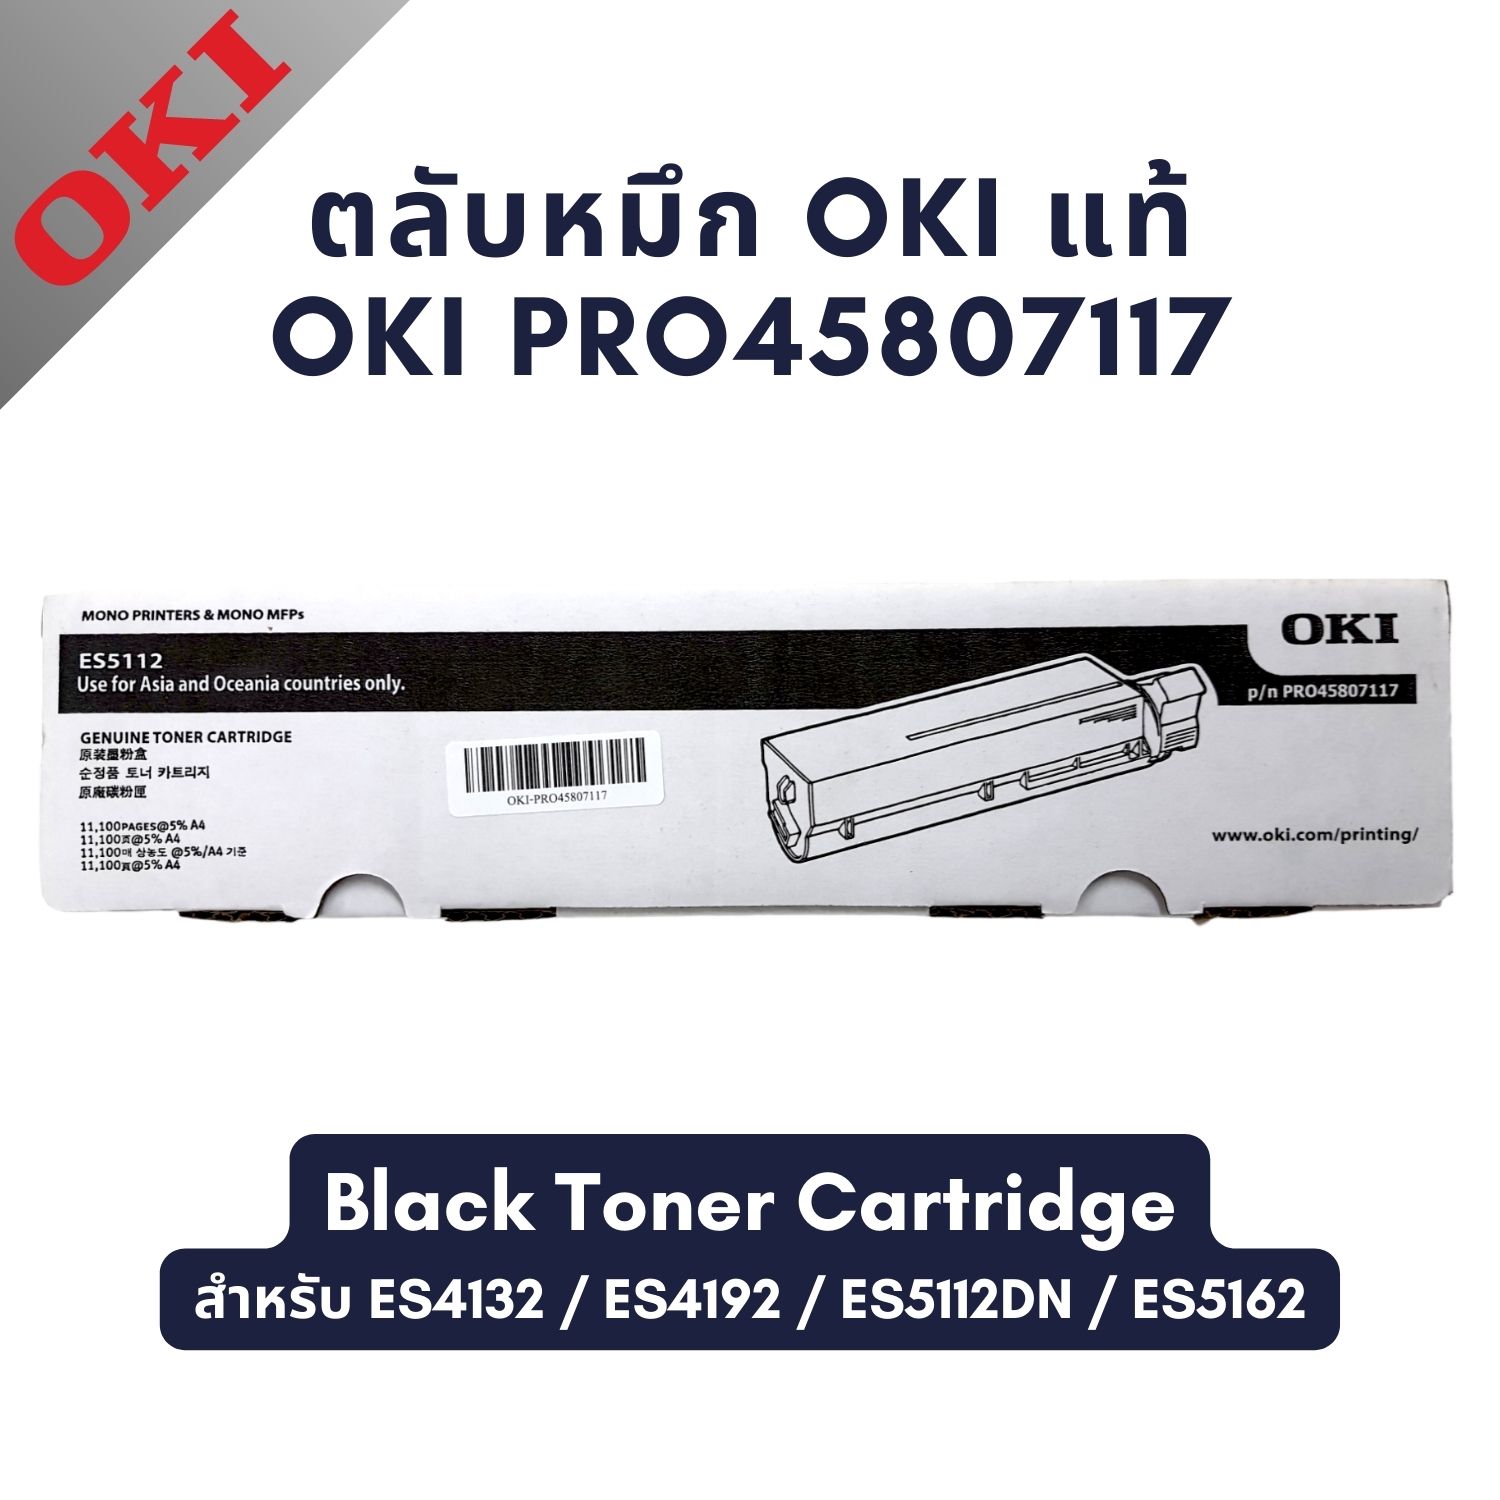 OKI
ตลับหมึก OKI แท้
OKI PRO45807117
MONO PRINTERS & MONO MFPs
ES5112
Use for Asia and Oceania countries only.
OKI
p/n PRO45807117
GENUINE TONER CARTRIDGE
原装墨粉盒
순정품 토너 카트리지
原廠碳粉匣
OKI-PRO45807117
11,100PAGES@5% A4
11,100页@5% A4
11,100매 상농도 @5%/A4 기준
11,100頁@5% A4
www.oki.com/printing/
Black Toner Cartridge
สำหรับ ES4132 / ES4192 / ES5112DN / ES5162